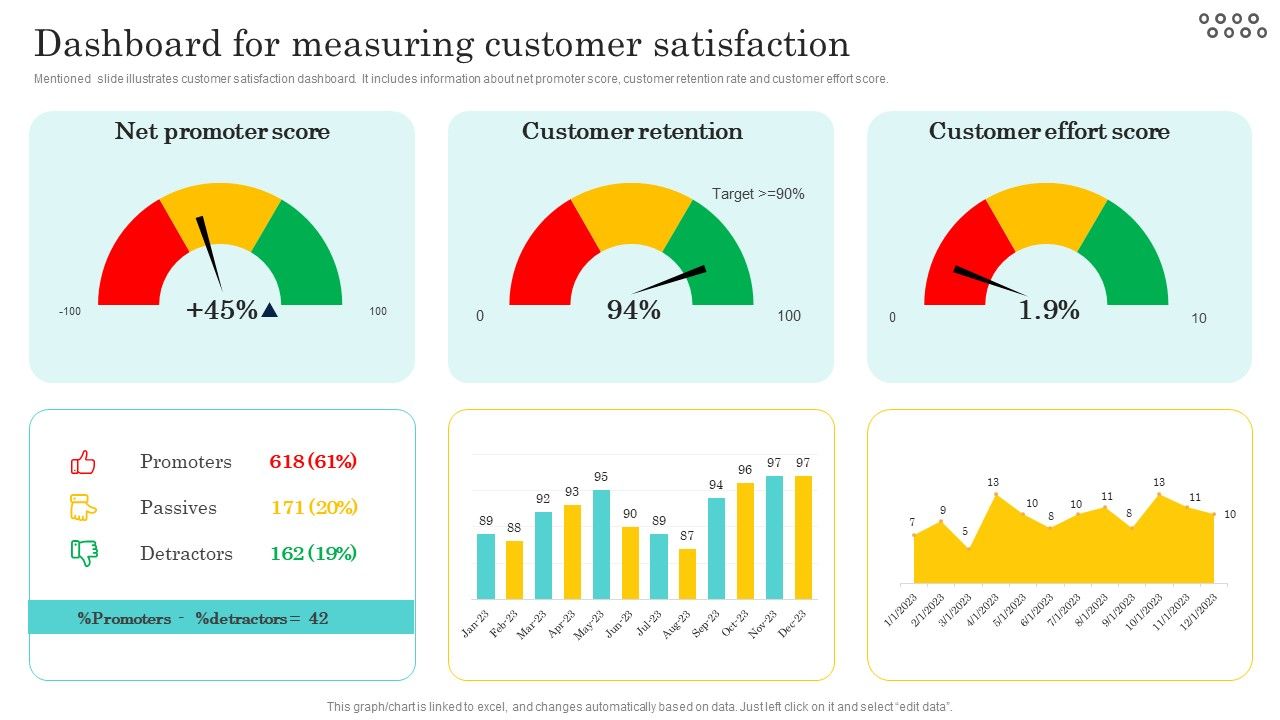 Dashboard for measuring customer satisfaction
Mentioned slide illustrates customer satisfaction dashboard. It includes information about net promoter score, customer retention rate and customer effort score.
Net promoter score
-100
+45%
100
Customer retention
Target >=90%
0
94%
100
Customer effort score
0
1.9%
10
Promoters 618 (61%)
Passives 171 (20%)
Detractors 162 (19%)
%Promoters - %detractors = 42
89 88 92 93 95 90 89 87 94 96 97 97
Jan-23 Feb-23 Mar-23 Apr-23 May-23 Jun-23 Jul-23 Aug-23 Sep-23 Oct-23 Nov-23 Dec-23
7 9 5 13 10 8 10 11 8 13 11 10
1/1/2023 2/1/2023 3/1/2023 4/1/2023 5/1/2023 6/1/2023 7/1/2023 8/1/2023 9/1/2023 10/1/2023 11/1/2023 12/1/2023
This graph/chart is linked to excel, and changes automatically based on data. Just left click on it and select “edit data”.